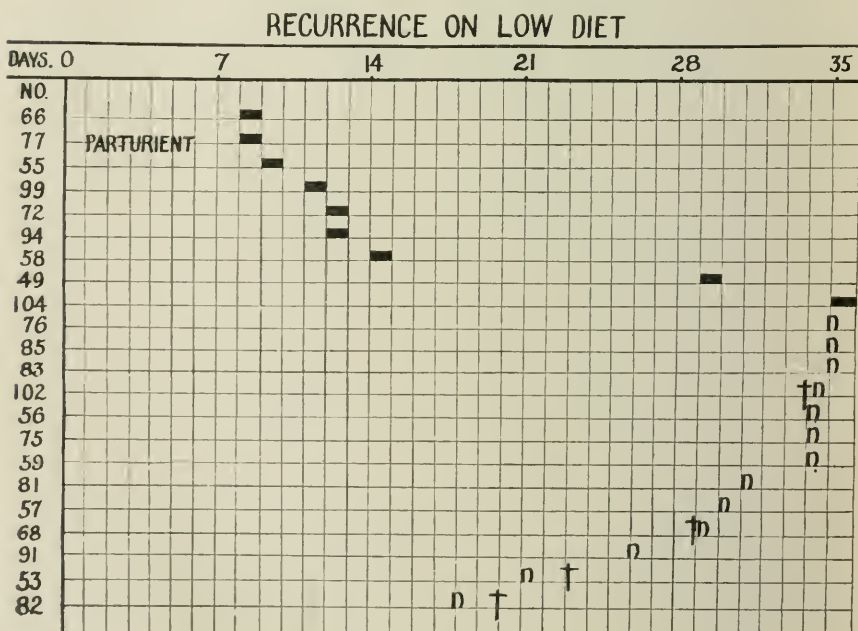 RECURRENCE ON LOW DIET
DAYS. 0 7 14 21 28 35
NO.
66
77 PARTURIENT
55
99
72
94
58
49
104
76 n
85 n
83 n
102 † n
56 n
75 n
59 n
81 n
57 n
68 † n
91 n
53 n †
82 n †